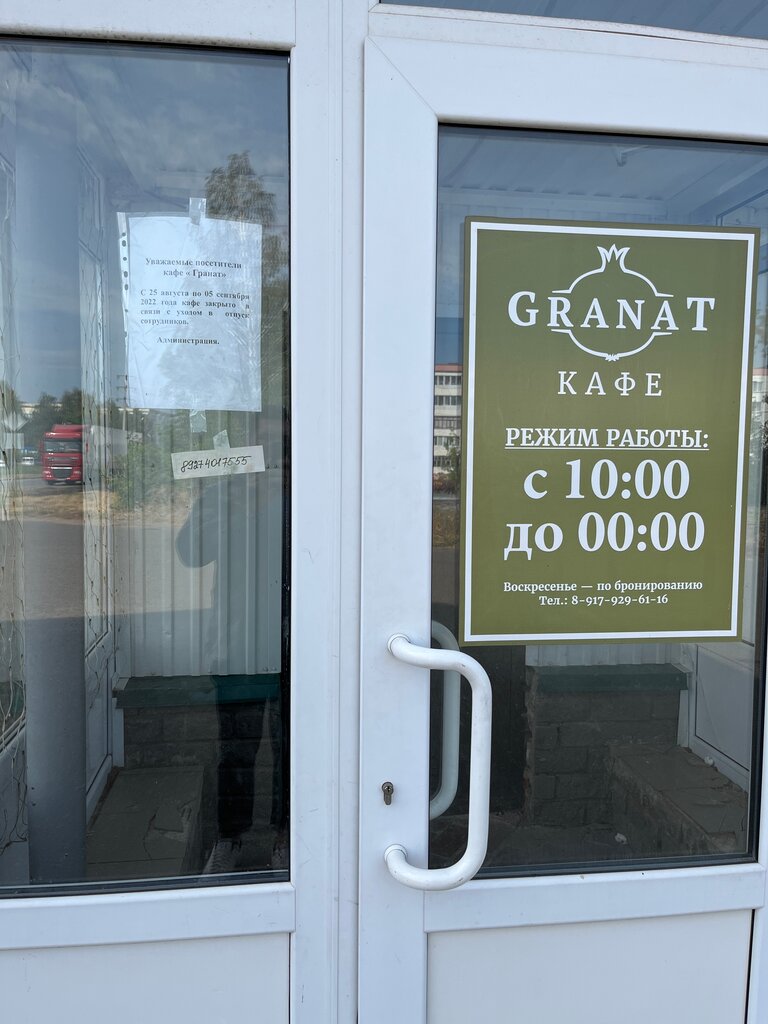 Уважаемые посетители
кафе « Гранат»
С 25 августа по 05 сентября
2022 года кафе закрыто в
связи с уходом в отпуск
сотрудников.
Администрация.
89274017555
GRANAT
КАФЕ
РЕЖИМ РАБОТЫ:
с 10:00
до 00:00
Воскресенье — по бронированию
Тел.: 8-917-929-61-16